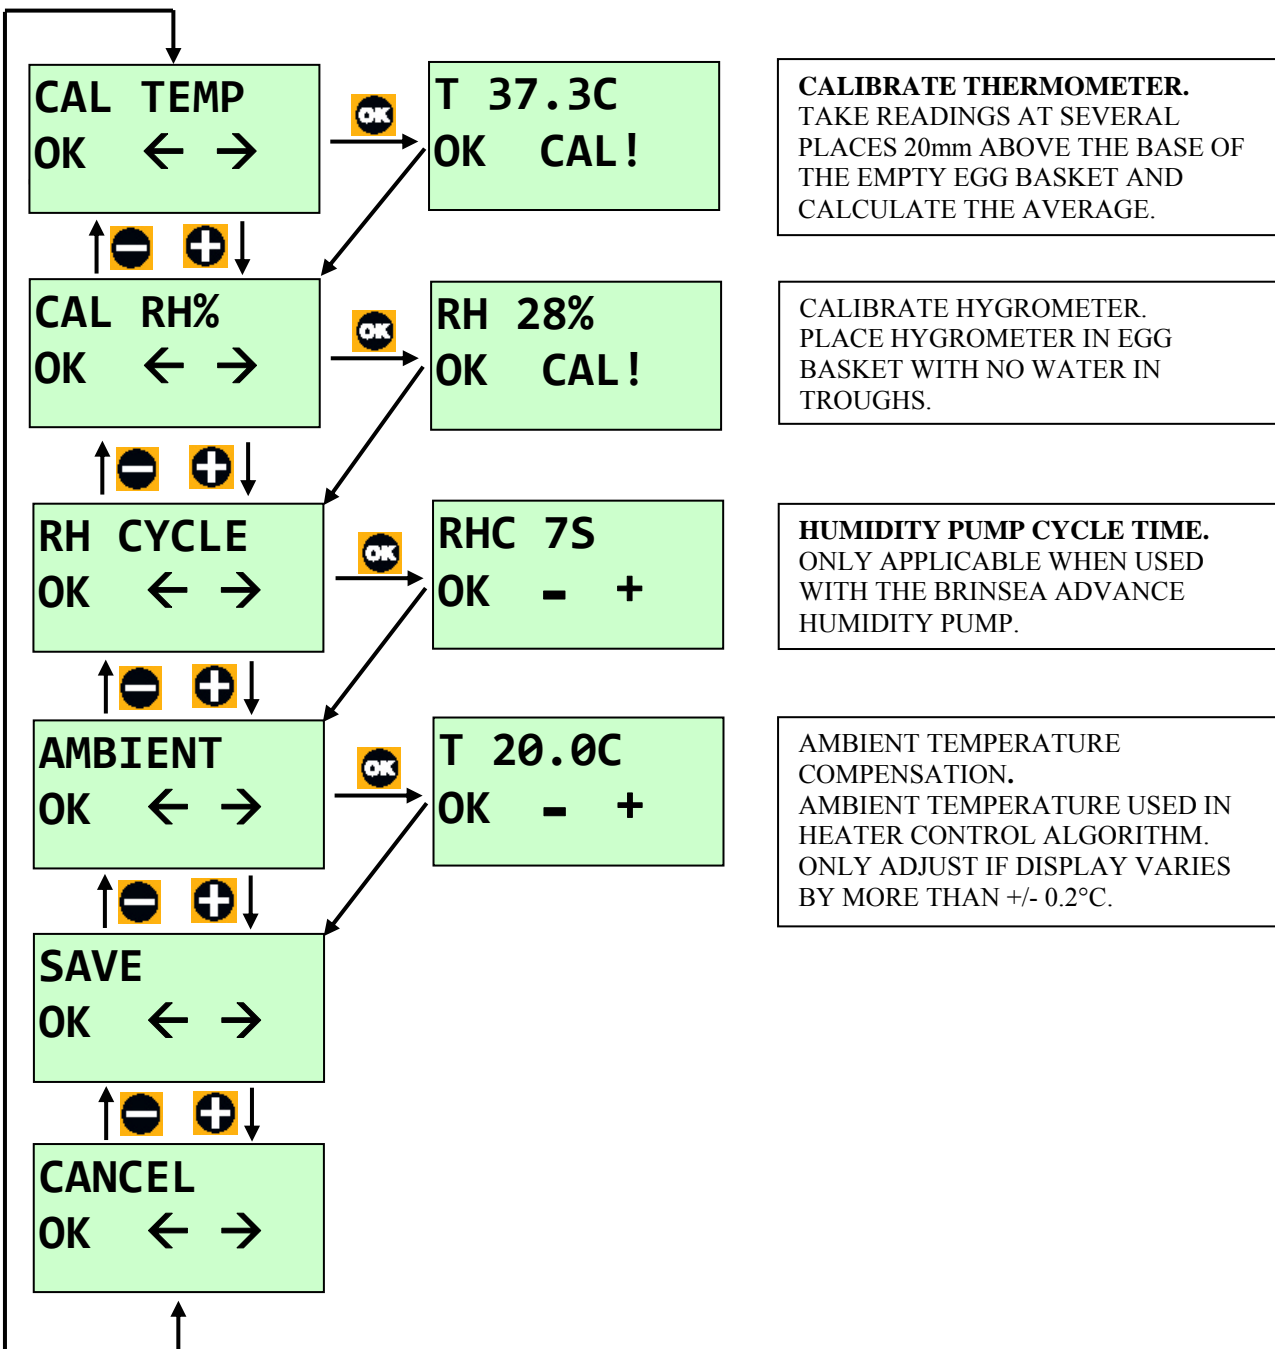 CAL TEMP
OK ← →
OK
T 37.3C
OK CAL!
CALIBRATE THERMOMETER.
TAKE READINGS AT SEVERAL
PLACES 20mm ABOVE THE BASE OF
THE EMPTY EGG BASKET AND
CALCULATE THE AVERAGE.
CAL RH%
OK ← →
OK
RH 28%
OK CAL!
CALIBRATE HYGROMETER.
PLACE HYGROMETER IN EGG
BASKET WITH NO WATER IN
TROUGHS.
RH CYCLE
OK ← →
OK
RHC 7S
OK - +
HUMIDITY PUMP CYCLE TIME.
ONLY APPLICABLE WHEN USED
WITH THE BRINSEA ADVANCE
HUMIDITY PUMP.
AMBIENT
OK ← →
OK
T 20.0C
OK - +
AMBIENT TEMPERATURE
COMPENSATION.
AMBIENT TEMPERATURE USED IN
HEATER CONTROL ALGORITHM.
ONLY ADJUST IF DISPLAY VARIES
BY MORE THAN +/- 0.2°C.
SAVE
OK ← →
CANCEL
OK ← →